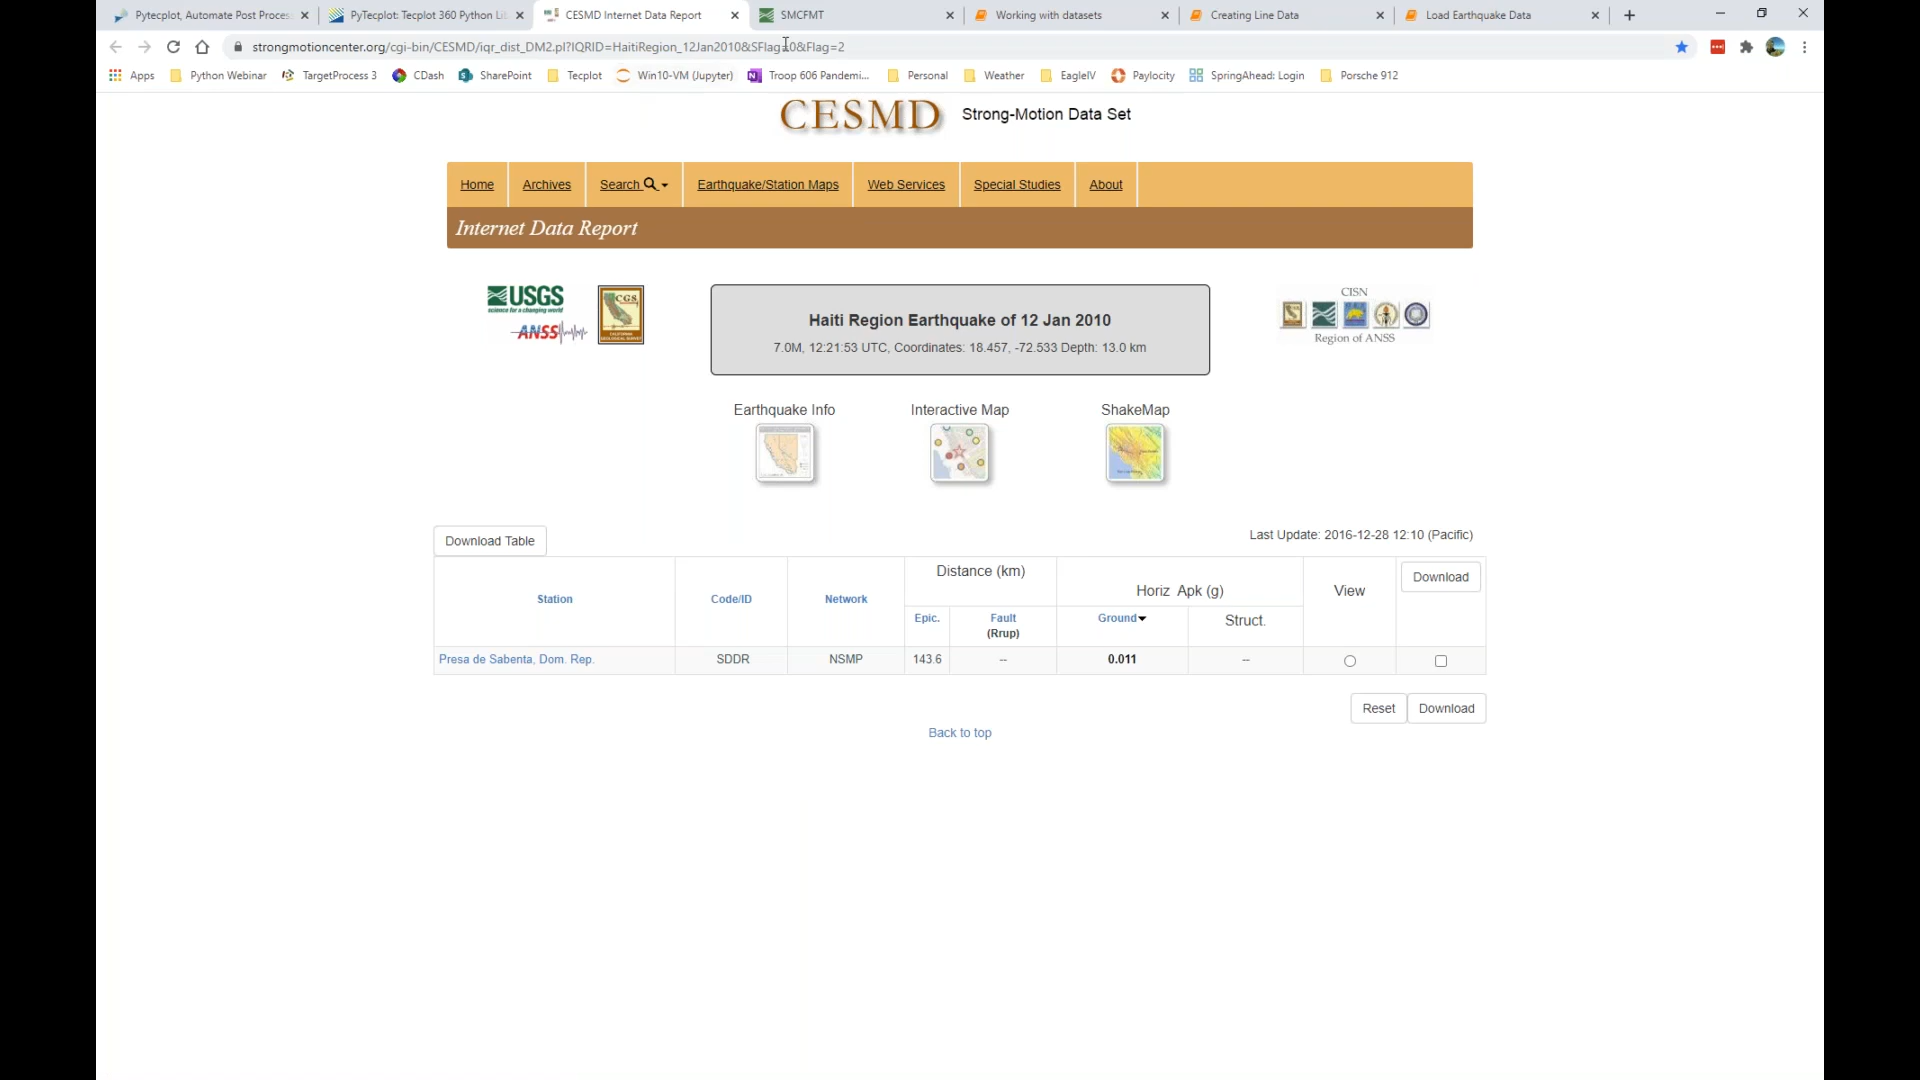 Pytecplot, Automate Post Proces
PyTecplot: Tecplot 360 Python Li
CESMD Internet Data Report
SMCFMT
Working with datasets
Creating Line Data
Load Earthquake Data
strongmotioncenter.org/cgi-bin/CESMD/iqr_dist_DM2.pl?IQRID=HaitiRegion_12Jan2010&SFlag=0&Flag=2
Apps
Python Webinar
TargetProcess 3
CDash
SharePoint
Tecplot
Win10-VM (Jupyter)
Troop 606 Pandemi...
Personal
Weather
EagleIV
Paylocity
SpringAhead: Login
Porsche 912
CESMD Strong-Motion Data Set
Home Archives Search Earthquake/Station Maps Web Services Special Studies About
Internet Data Report
USGS
science for a changing world
ANSS
CGS
Haiti Region Earthquake of 12 Jan 2010
7.0M, 12:21:53 UTC, Coordinates: 18.457, -72.533 Depth: 13.0 km
CISN
Region of ANSS
Earthquake Info Interactive Map ShakeMap
Download Table
Last Update: 2016-12-28 12:10 (Pacific)
Station Code/ID Network Distance (km) Horiz Apk (g) View Download
Epic. Fault (Rrup) Ground Struct.
Presa de Sabenta, Dom. Rep. SDDR NSMP 143.6 -- 0.011 --
Reset Download
Back to top